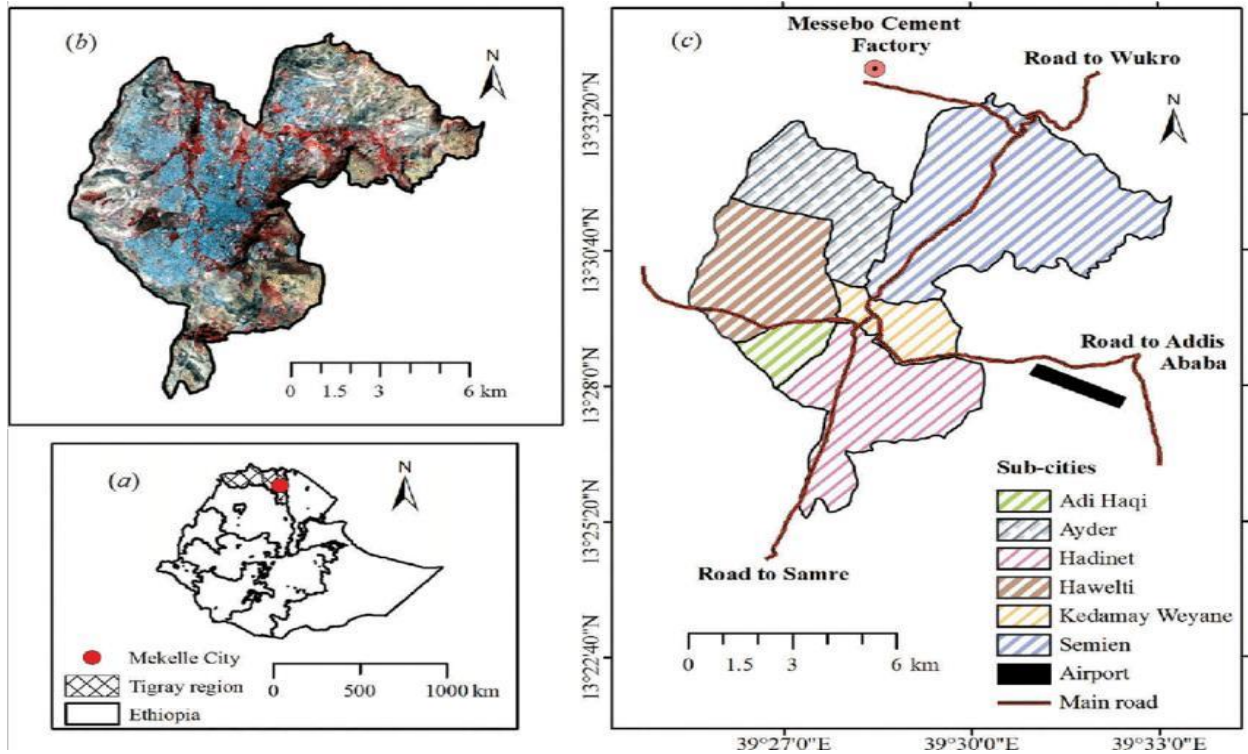 (b)
N
0 1.5 3 6 km
(a)
N
Mekelle City
Tigray region
Ethiopia
0 500 1000 km
(c)
Messebo Cement
Factory
Road to Wukro
N
Road to Addis
Ababa
Road to Samre
Sub-cities
Adi Haqi
Ayder
Hadinet
Hawelti
Kedamay Weyane
Semien
Airport
Main road
0 1.5 3 6 km
13°33'20"N
13°30'40"N
13°28'0"N
13°25'20"N
13°22'40"N
39°27'0"E
39°30'0"E
39°33'0"E